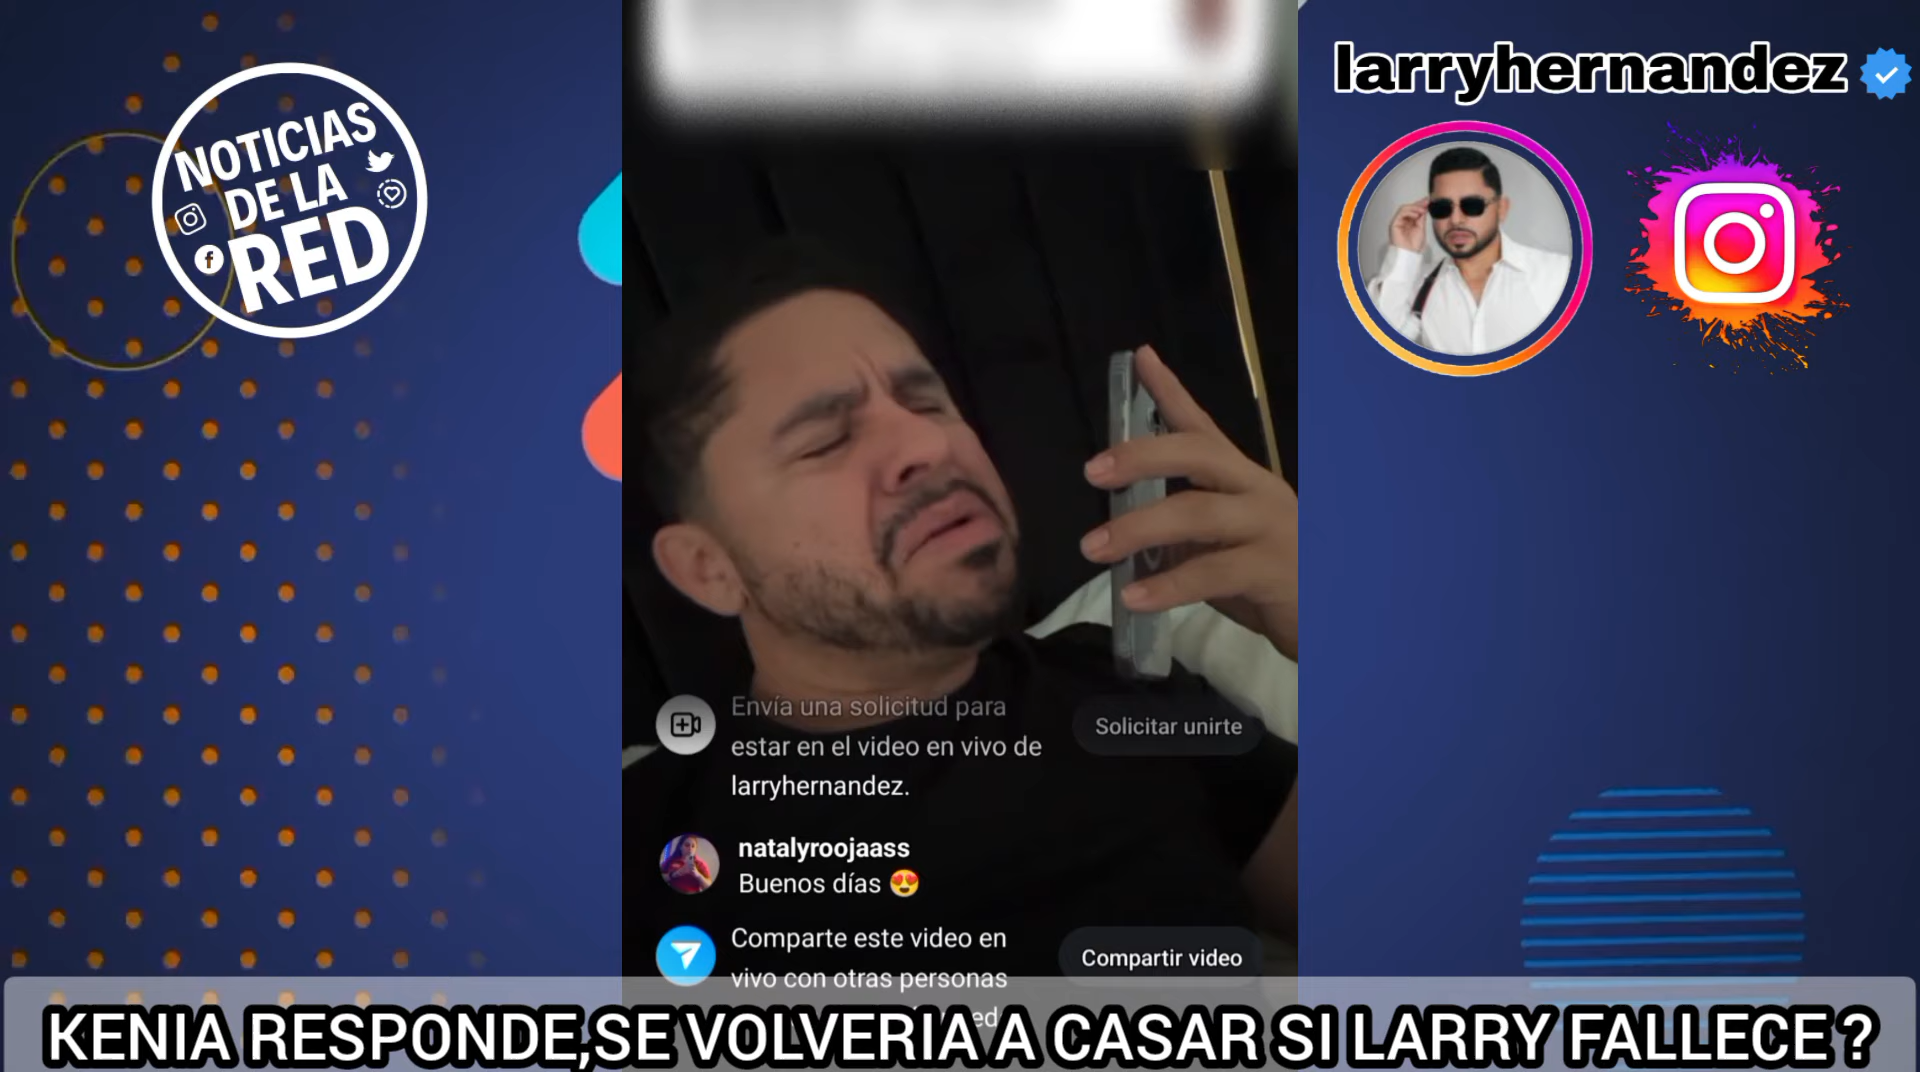 NOTICIAS
DE LA
RED
larryhernandez
Envía una solicitud para
estar en el video en vivo de
larryhernandez.
Solicitar unirte
natalyroojaass
Buenos días 😍
Comparte este video en
vivo con otras personas
Compartir video
KENIA RESPONDE,SE VOLVERIA A CASAR SI LARRY FALLECE ?